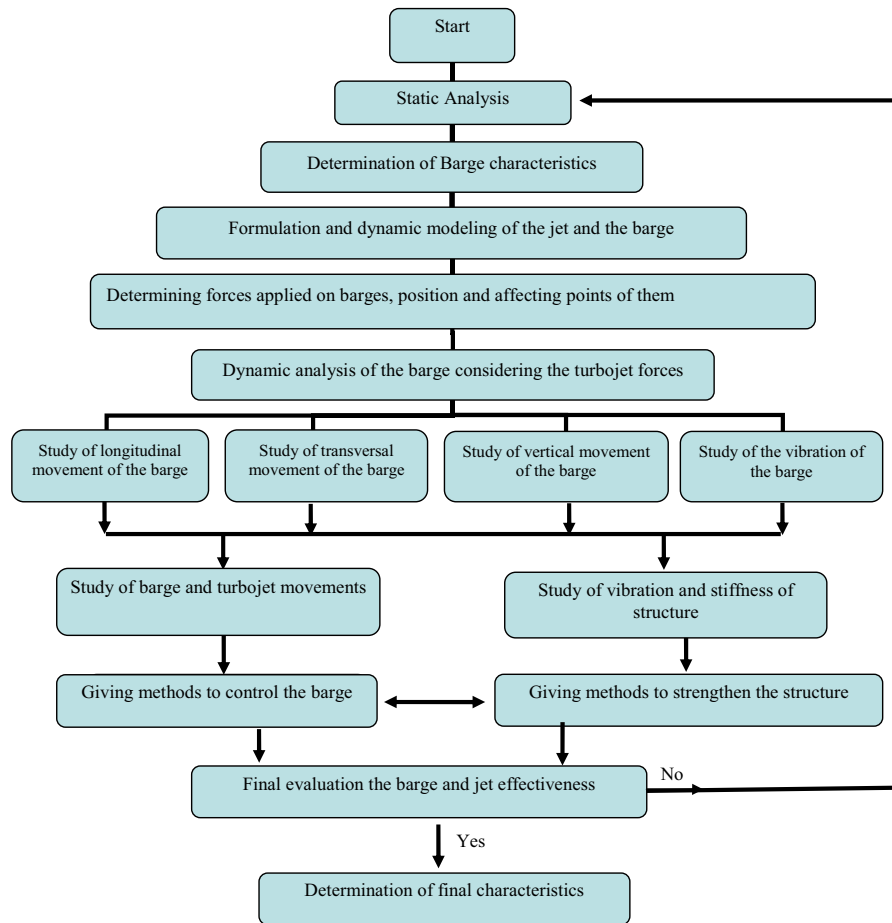 Start
Static Analysis
Determination of Barge characteristics
Formulation and dynamic modeling of the jet and the barge
Determining forces applied on barges, position and affecting points of them
Dynamic analysis of the barge considering the turbojet forces
Study of longitudinal
movement of the barge
Study of transversal
movement of the barge
Study of vertical movement
of the barge
Study of the vibration of
the barge
Study of barge and turbojet movements
Study of vibration and stiffness of
structure
Giving methods to control the barge
Giving methods to strengthen the structure
Final evaluation the barge and jet effectiveness
No
Yes
Determination of final characteristics